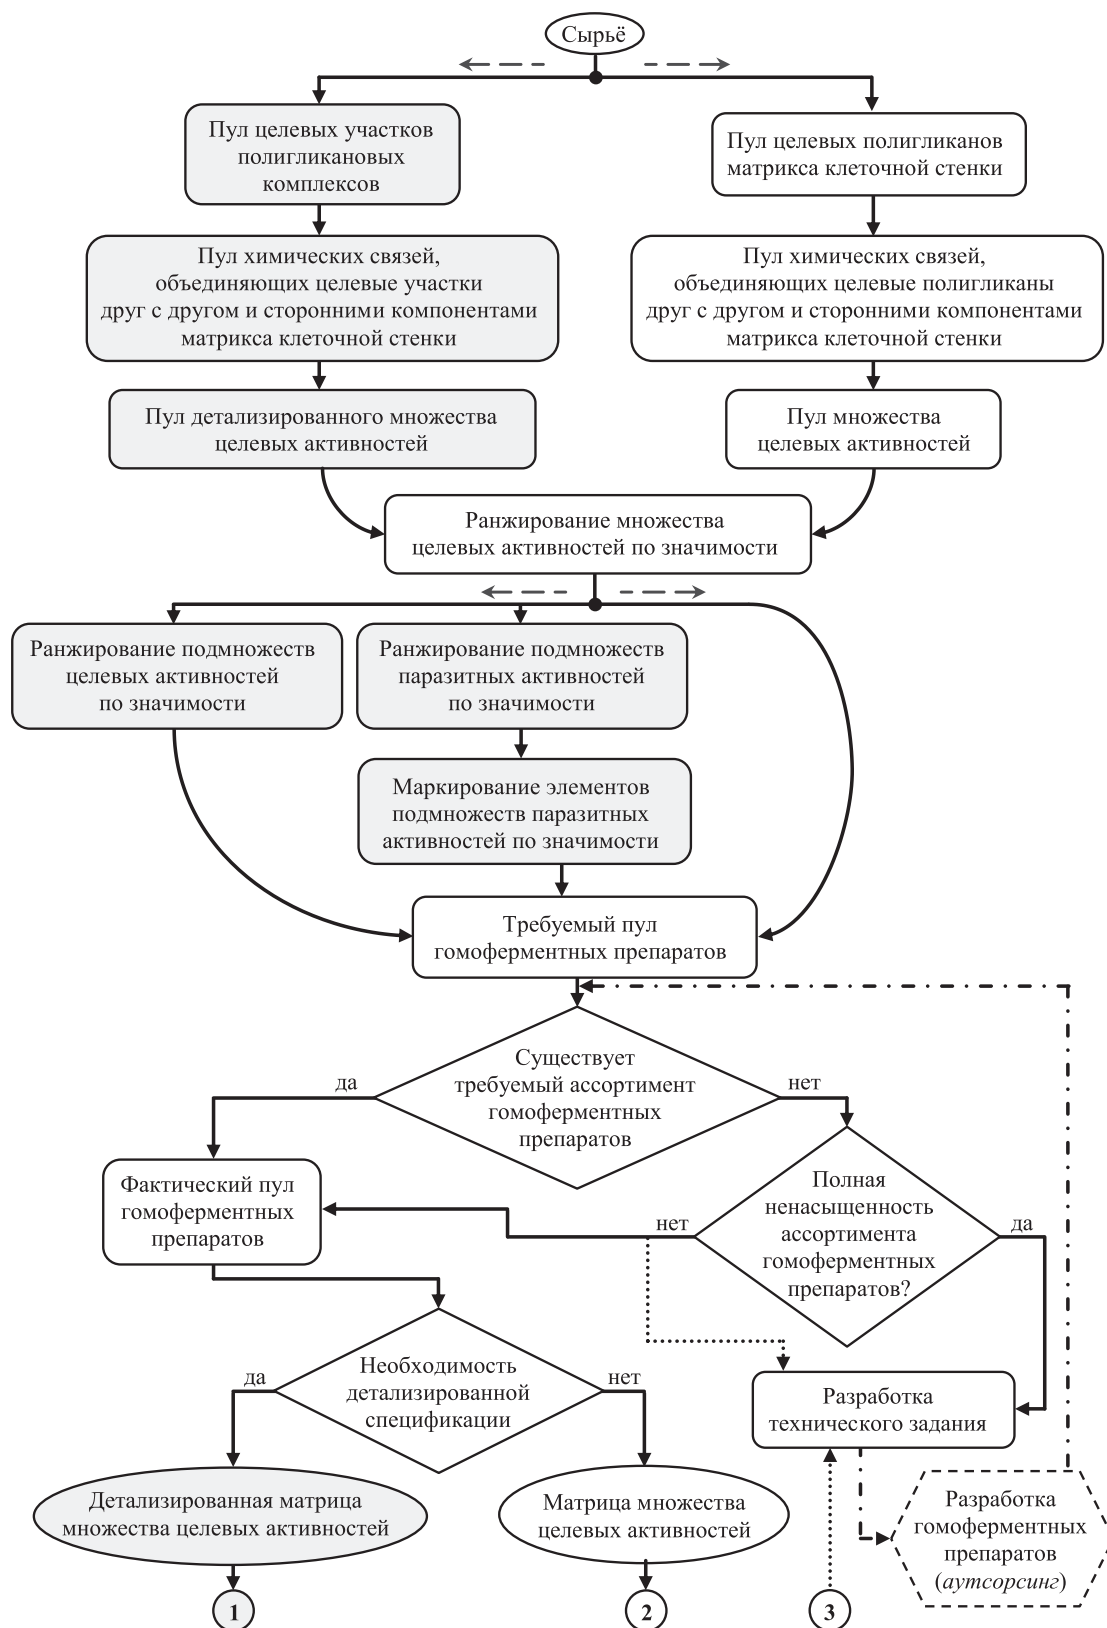 Сырьё
Пул целевых участков
полигликановых
комплексов
Пул целевых полигликанов
матрикса клеточной стенки
Пул химических связей,
объединяющих целевые участки
друг с другом и сторонними компонентами
матрикса клеточной стенки
Пул химических связей,
объединяющих целевые полигликаны
друг с другом и сторонними компонентами
матрикса клеточной стенки
Пул детализированного множества
целевых активностей
Пул множества
целевых активностей
Ранжирование множества
целевых активностей по значимости
Ранжирование подмножеств
целевых активностей
по значимости
Ранжирование подмножеств
паразитных активностей
по значимости
Маркирование элементов
подмножеств паразитных
активностей по значимости
Требуемый пул
гомоферментных препаратов
Существует
требуемый ассортимент
гомоферментных
препаратов
да
нет
Фактический пул
гомоферментных
препаратов
Полная
ненасыщенность
ассортимента
гомоферментных
препаратов?
нет
да
Необходимость
детализированной
спецификации
да
нет
Разработка
технического задания
Детализированная матрица
множества целевых активностей
Матрица множества
целевых активностей
Разработка
гомоферментных
препаратов
(аутсорсинг)
1
2
3